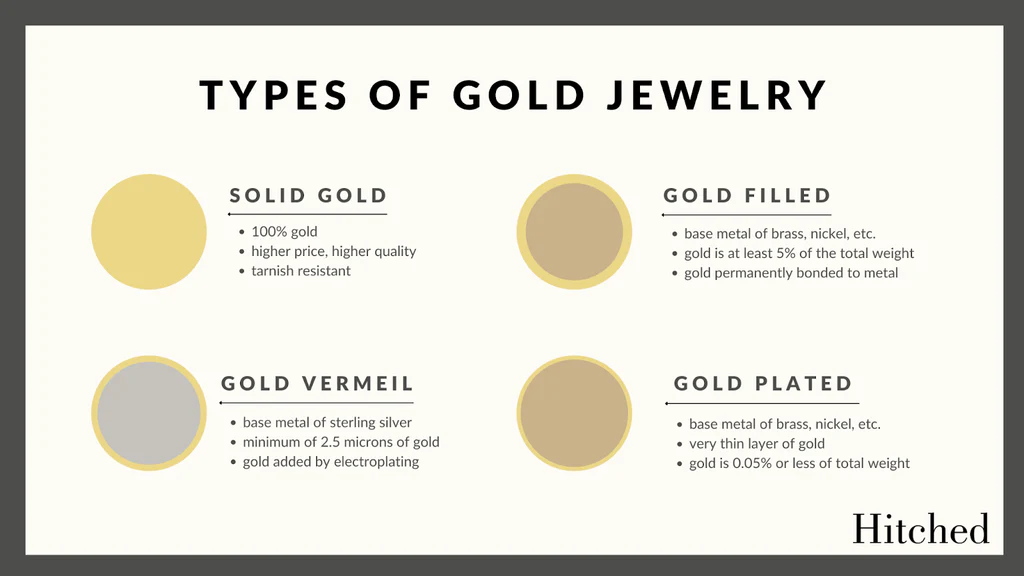 TYPES OF GOLD JEWELRY
SOLID GOLD
• 100% gold
• higher price, higher quality
• tarnish resistant
GOLD FILLED
• base metal of brass, nickel, etc.
• gold is at least 5% of the total weight
• gold permanently bonded to metal
GOLD VERMEIL
• base metal of sterling silver
• minimum of 2.5 microns of gold
• gold added by electroplating
GOLD PLATED
• base metal of brass, nickel, etc.
• very thin layer of gold
• gold is 0.05% or less of total weight
Hitched